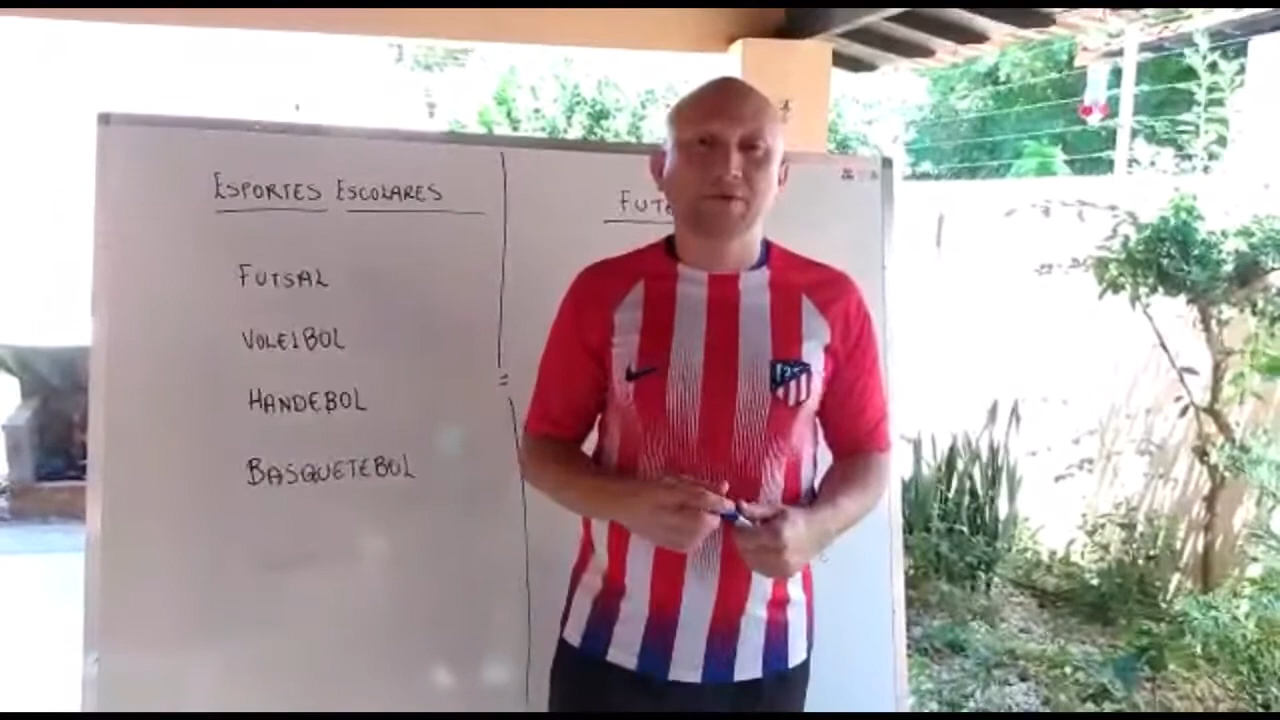 ESPORTES ESCOLARES
FUTSAL
VOLEIBOL
HANDEBOL
BASQUETEBOL